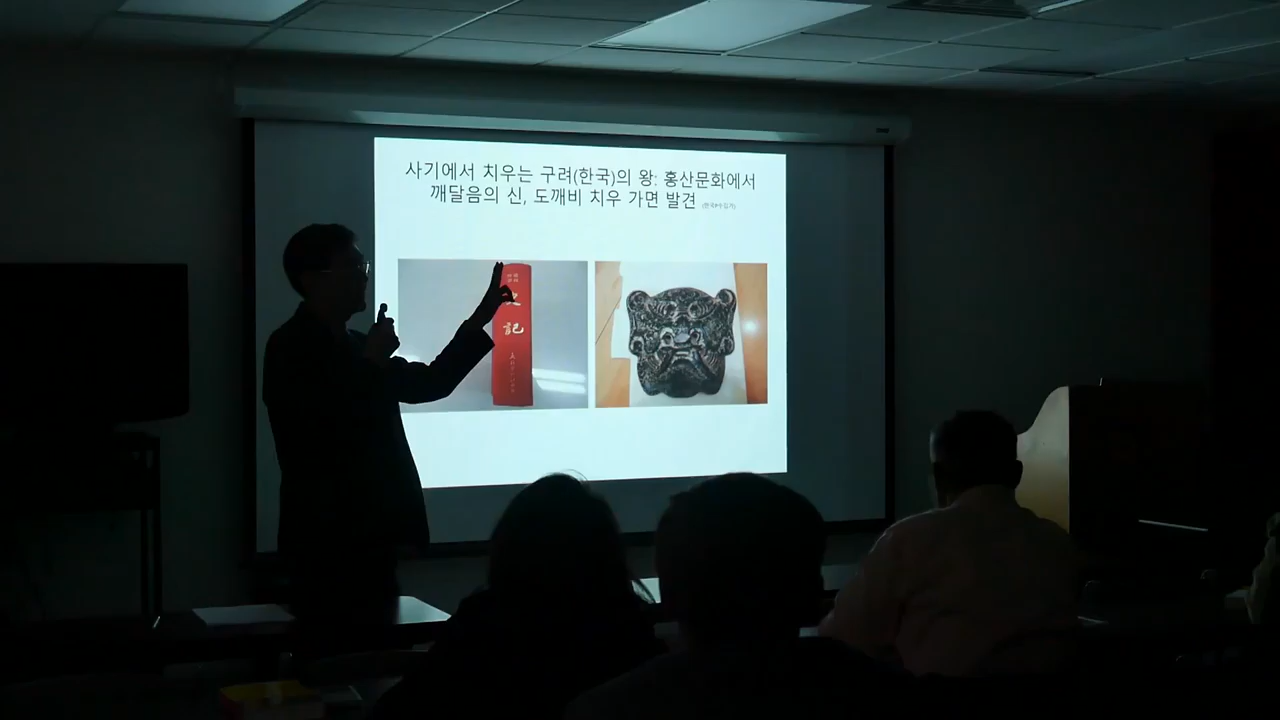 사기에서 치우는 구려(한국)의 왕: 홍산문화에서
깨달음의 신, 도깨비 치우 가면 발견
記